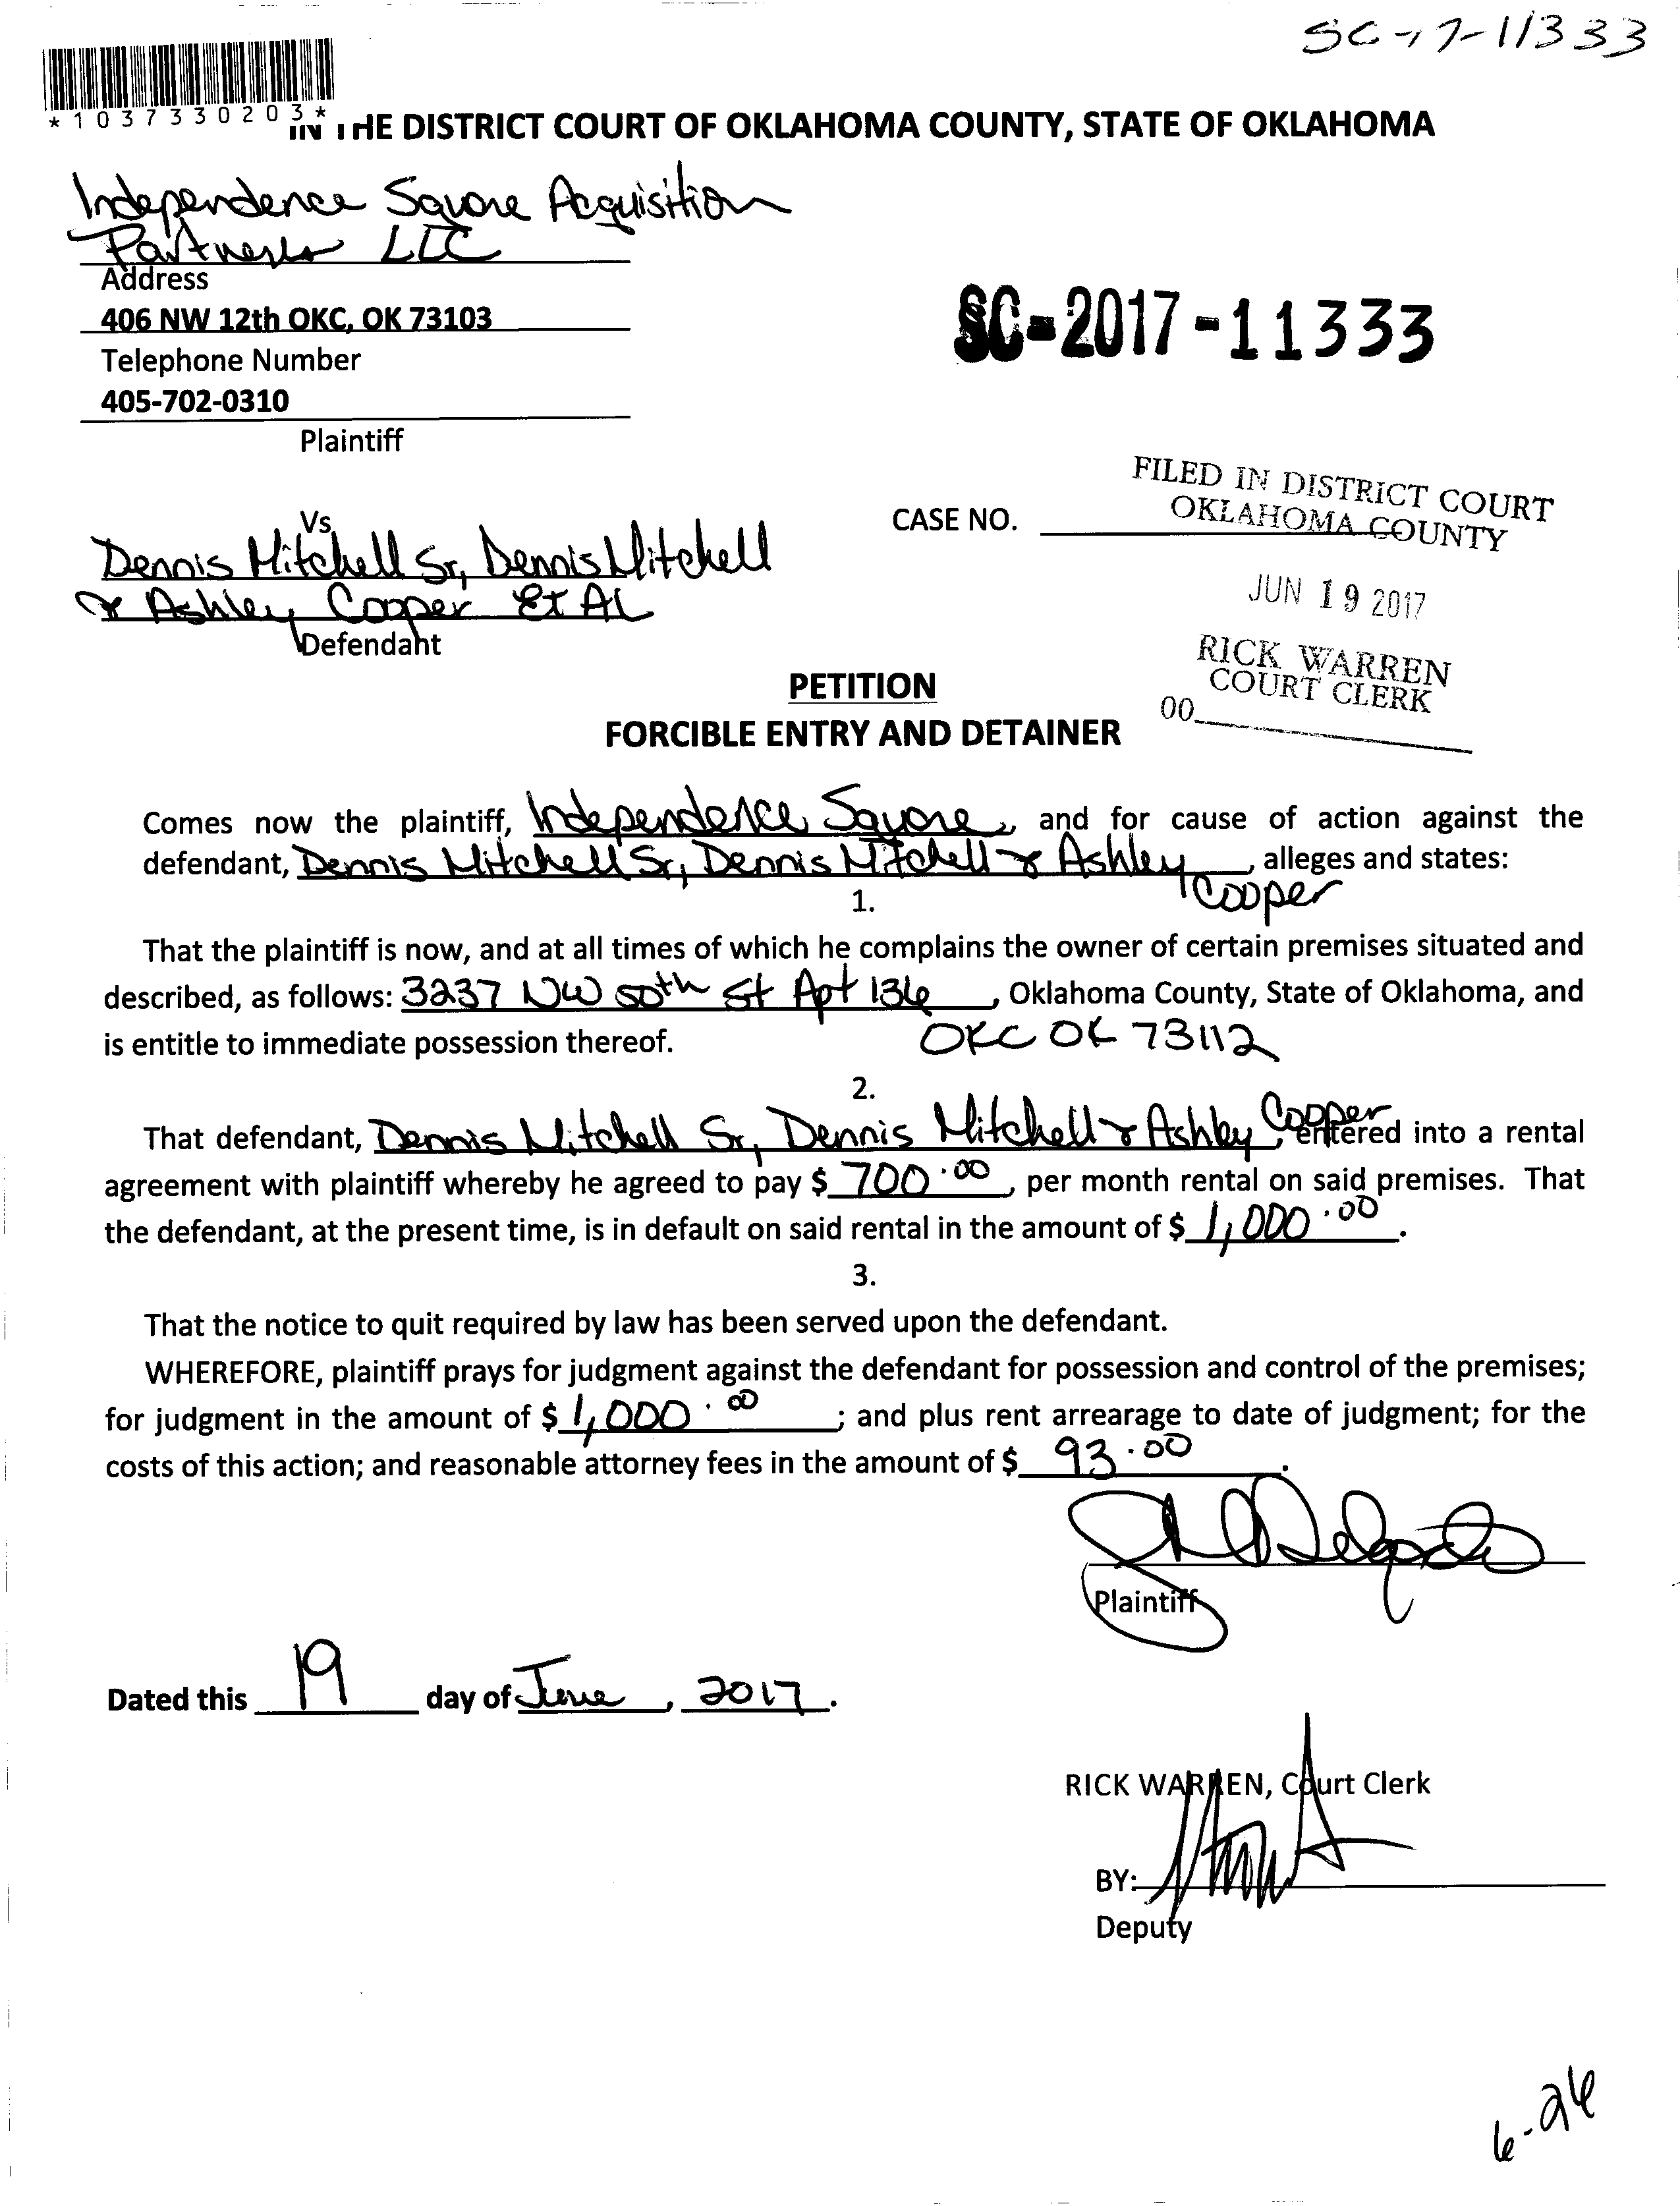 SC-17-11333
*1037330203*
IN THE DISTRICT COURT OF OKLAHOMA COUNTY, STATE OF OKLAHOMA
Independence Square Acquisition
Partners LLC
Address
406 NW 12th OKC, OK 73103
SC-2017-11333
Telephone Number
405-702-0310
Plaintiff
FILED IN DISTRICT COURT
OKLAHOMA COUNTY
Vs
CASE NO.
Dennis Mitchell Sr, Dennis Mitchell
& Ashley Cooper Et AL
JUN 19 2017
Defendant
RICK WARREN
COURT CLERK
00
PETITION
FORCIBLE ENTRY AND DETAINER
Comes now the plaintiff, Independence Square, and for cause of action against the
defendant, Dennis Mitchell Sr, Dennis Mitchell & Ashley, alleges and states:
Cooper
1.
That the plaintiff is now, and at all times of which he complains the owner of certain premises situated and
described, as follows: 3237 NW 50th St Apt 136, Oklahoma County, State of Oklahoma, and
is entitle to immediate possession thereof. OKC OK 73112
2.
That defendant, Dennis Mitchell Sr, Dennis Mitchell & Ashley Cooper, entered into a rental
agreement with plaintiff whereby he agreed to pay $ 700.00, per month rental on said premises. That
the defendant, at the present time, is in default on said rental in the amount of $ 1,000.00.
3.
That the notice to quit required by law has been served upon the defendant.
WHEREFORE, plaintiff prays for judgment against the defendant for possession and control of the premises;
for judgment in the amount of $ 1,000.00; and plus rent arrearage to date of judgment; for the
costs of this action; and reasonable attorney fees in the amount of $ 93.00.
Plaintiff
Dated this 19 day of June, 2017.
RICK WARREN, Court Clerk
BY:
Deputy
6-26